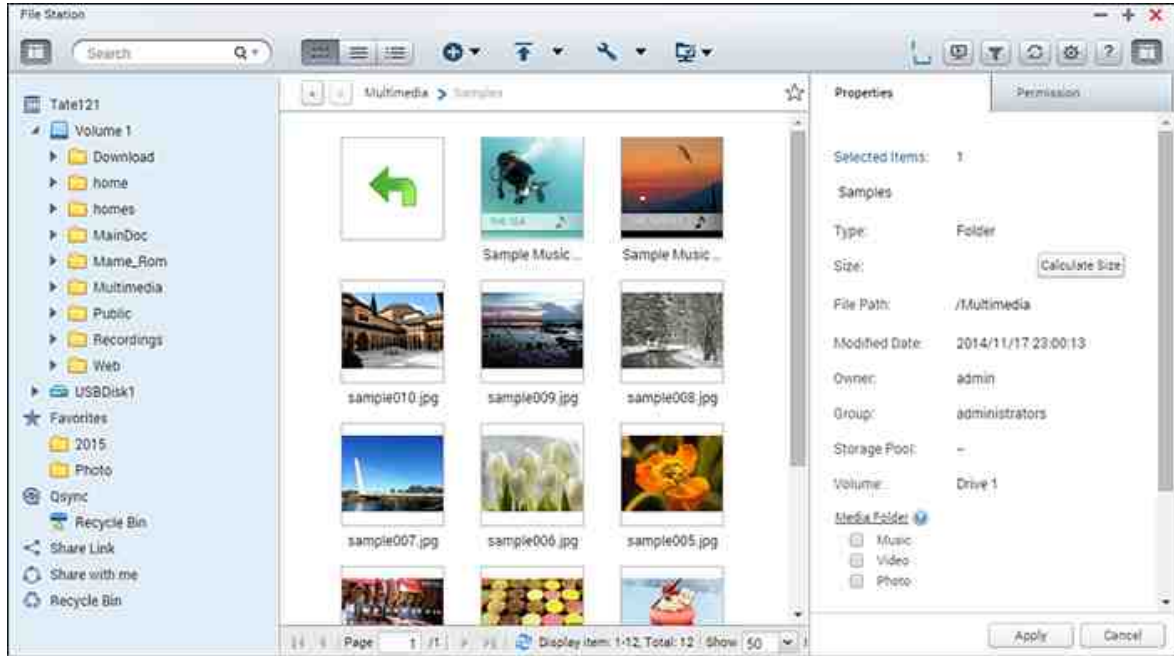 File Station
Search
Tate121
Volume 1
Download
home
homes
MainDoc
Mame_Rom
Multimedia
Public
Recordings
Web
USBDisk1
Favorites
2015
Photo
Qsync
Recycle Bin
Share Link
Share with me
Recycle Bin
Multimedia > Samples
THE SEA
Sample Music ...
Sample Music ...
sample010.jpg
sample009.jpg
sample008.jpg
sample007.jpg
sample006.jpg
sample005.jpg
Page 1 /1
Display item: 1-12, Total: 12
Show 50
?
Properties
Permission
Selected Items: 1
Samples
Type: Folder
Size: Calculate Size
File Path: /Multimedia
Modified Date: 2014/11/17 23:00:13
Owner: admin
Group: administrators
Storage Pool: --
Volume: Drive 1
Media Folder ?
Music
Video
Photo
Apply
Cancel